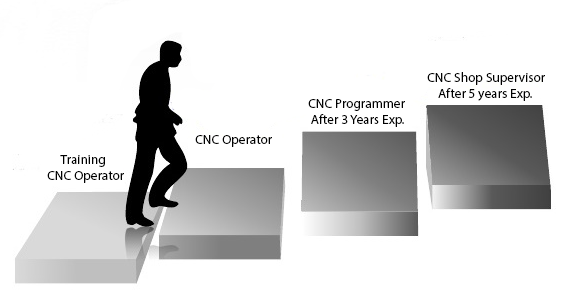 Training
CNC Operator
CNC Operator
CNC Programmer
After 3 Years Exp.
CNC Shop Supervisor
After 5 years Exp.